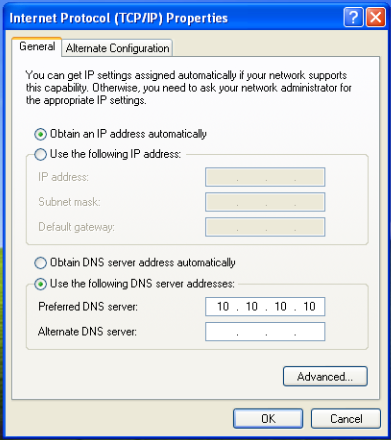 Internet Protocol (TCP/IP) Properties
General
Alternate Configuration
You can get IP settings assigned automatically if your network supports
this capability. Otherwise, you need to ask your network administrator for
the appropriate IP settings.
Obtain an IP address automatically
Use the following IP address:
IP address:
Subnet mask:
Default gateway:
Obtain DNS server address automatically
Use the following DNS server addresses:
Preferred DNS server: 10 . 10 . 10 . 10
Alternate DNS server: . . .
Advanced...
OK
Cancel